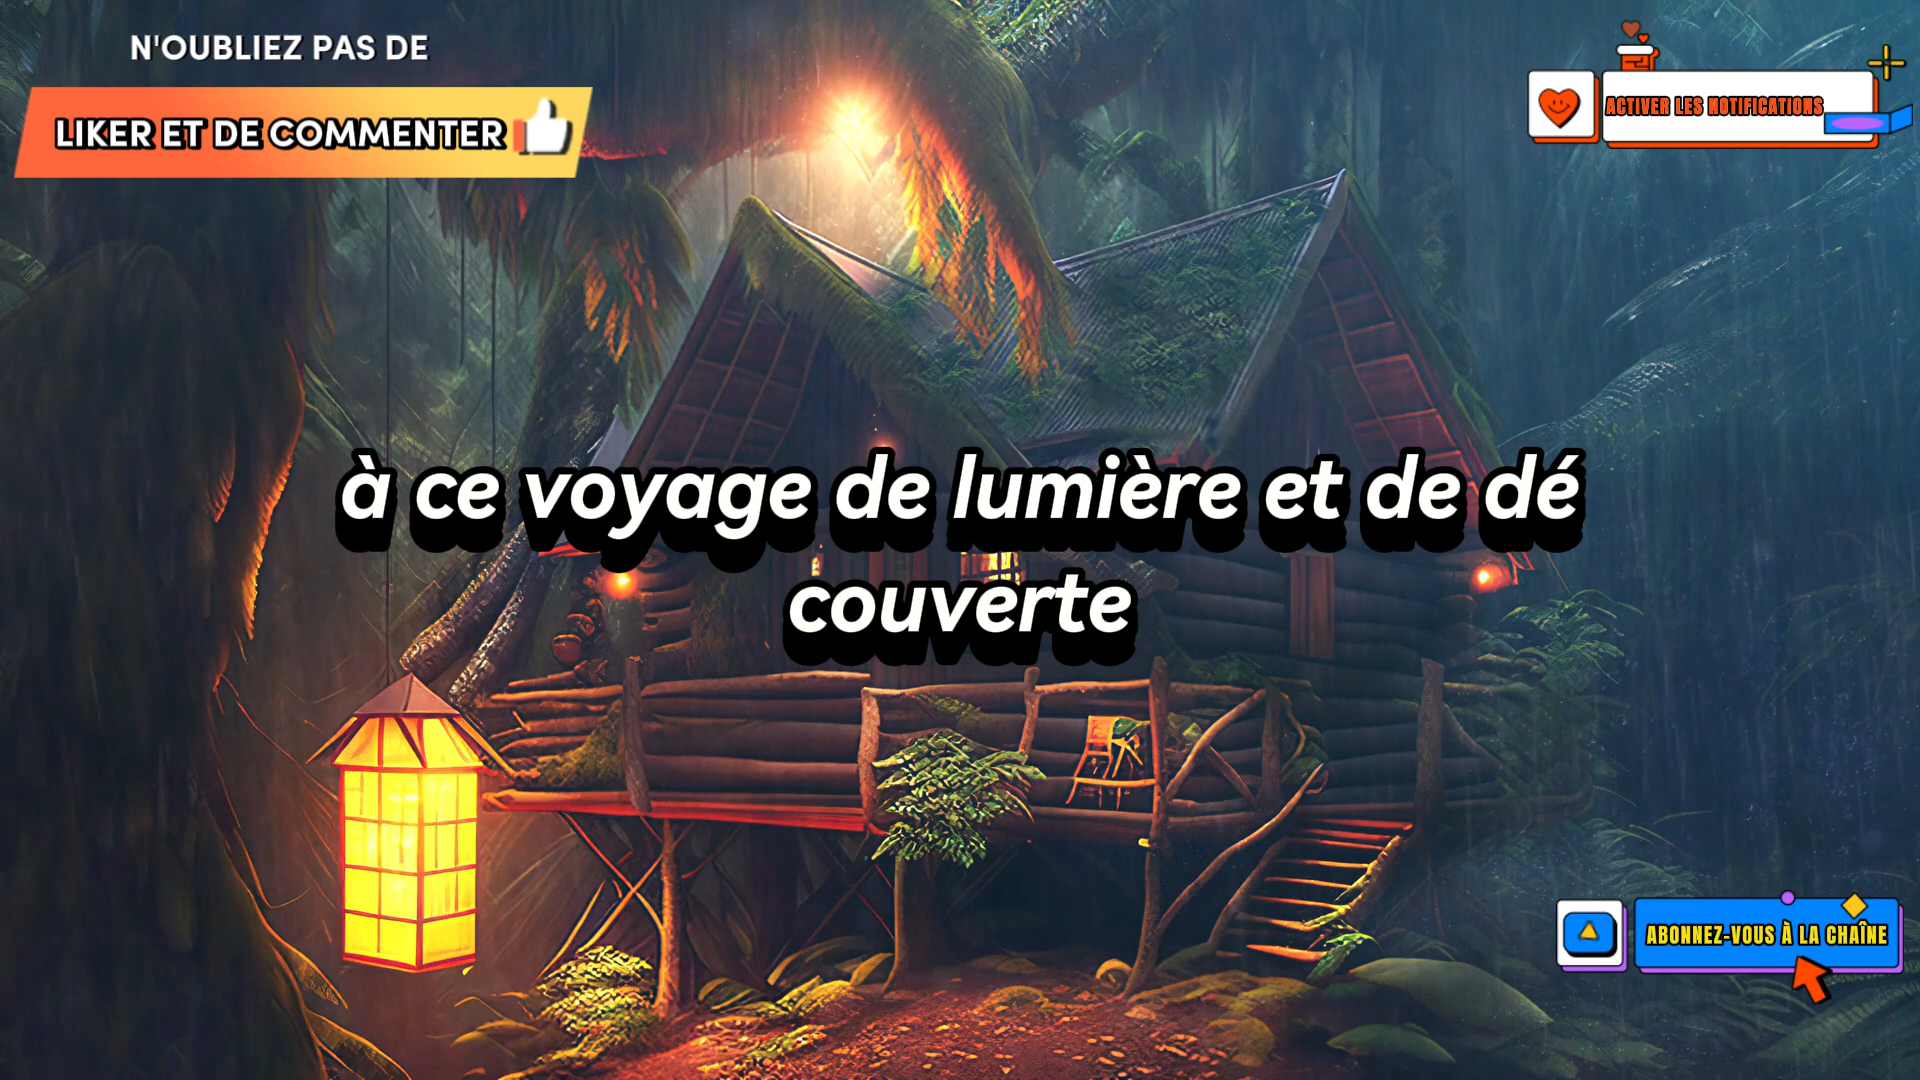 N'OUBLIEZ PAS DE
LIKER ET DE COMMENTER
ACTIVER LES NOTIFICATIONS
à ce voyage de lumière et de dé
couverte
ABONNEZ-VOUS À LA CHAÎNE